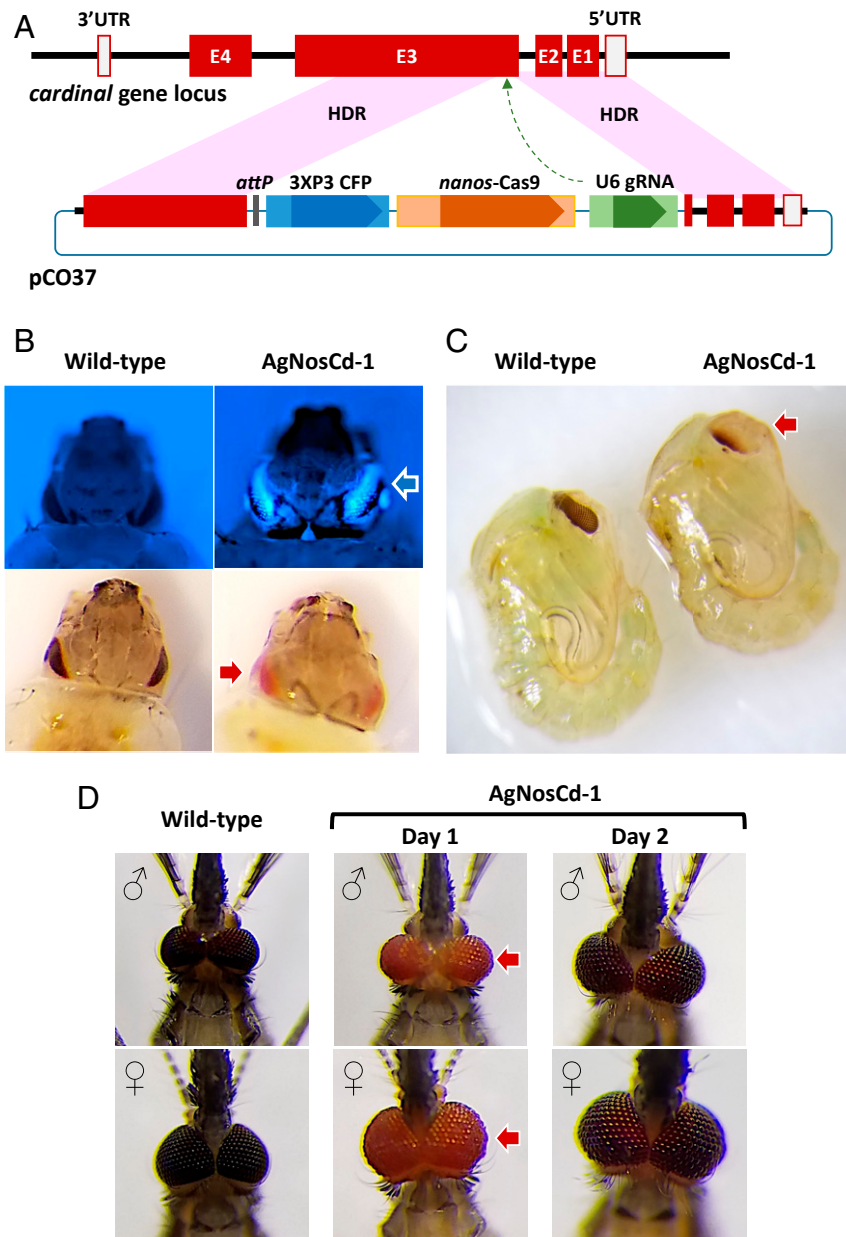 A
3'UTR
5'UTR
E4
E3
E2
E1
cardinal gene locus
HDR
HDR
attP
3XP3 CFP
nanos-Cas9
U6 gRNA
pCO37
B
Wild-type
AgNosCd-1
C
Wild-type
AgNosCd-1
D
AgNosCd-1
Wild-type
Day 1
Day 2
♂
♂
♂
♀
♀
♀